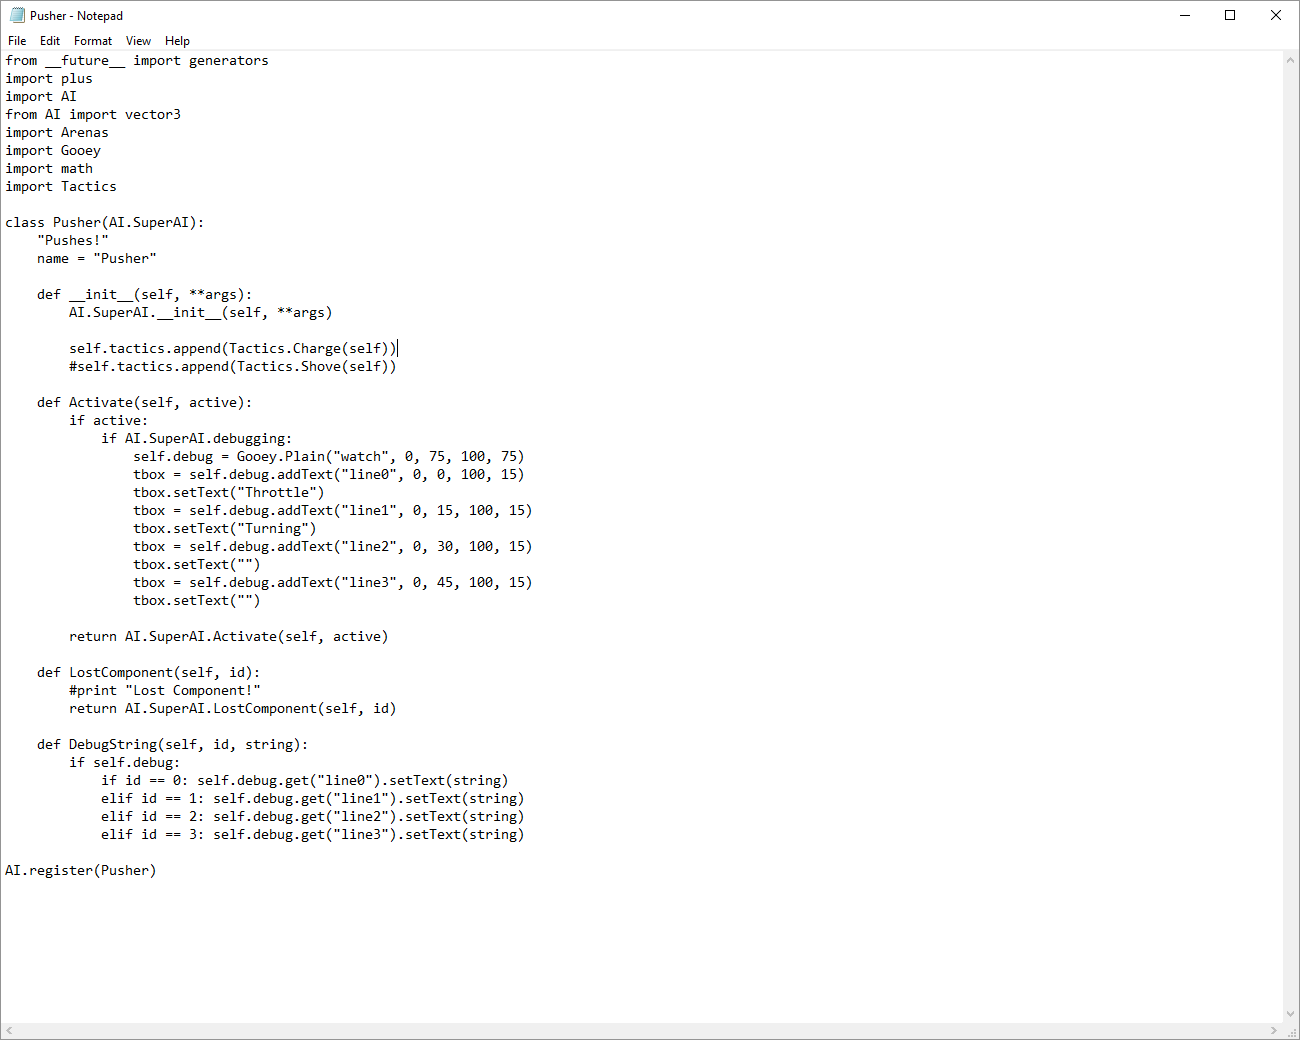 Pusher - Notepad
File Edit Format View Help
from __future__ import generators
import plus
import AI
from AI import vector3
import Arenas
import Gooey
import math
import Tactics

class Pusher(AI.SuperAI):
    "Pushes!"
    name = "Pusher"

    def __init__(self, **args):
        AI.SuperAI.__init__(self, **args)

        self.tactics.append(Tactics.Charge(self))
        #self.tactics.append(Tactics.Shove(self))

    def Activate(self, active):
        if active:
            if AI.SuperAI.debugging:
                self.debug = Gooey.Plain("watch", 0, 75, 100, 75)
                tbox = self.debug.addText("line0", 0, 0, 100, 15)
                tbox.setText("Throttle")
                tbox = self.debug.addText("line1", 0, 15, 100, 15)
                tbox.setText("Turning")
                tbox = self.debug.addText("line2", 0, 30, 100, 15)
                tbox.setText("")
                tbox = self.debug.addText("line3", 0, 45, 100, 15)
                tbox.setText("")

        return AI.SuperAI.Activate(self, active)

    def LostComponent(self, id):
        #print "Lost Component!"
        return AI.SuperAI.LostComponent(self, id)

    def DebugString(self, id, string):
        if self.debug:
            if id == 0: self.debug.get("line0").setText(string)
            elif id == 1: self.debug.get("line1").setText(string)
            elif id == 2: self.debug.get("line2").setText(string)
            elif id == 3: self.debug.get("line3").setText(string)

AI.register(Pusher)